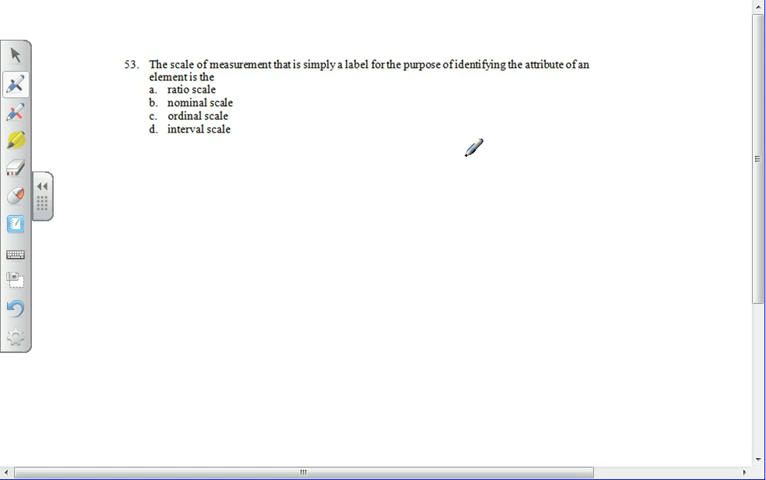 53. The scale of measurement that is simply a label for the purpose of identifying the attribute of an
element is the
a. ratio scale
b. nominal scale
c. ordinal scale
d. interval scale